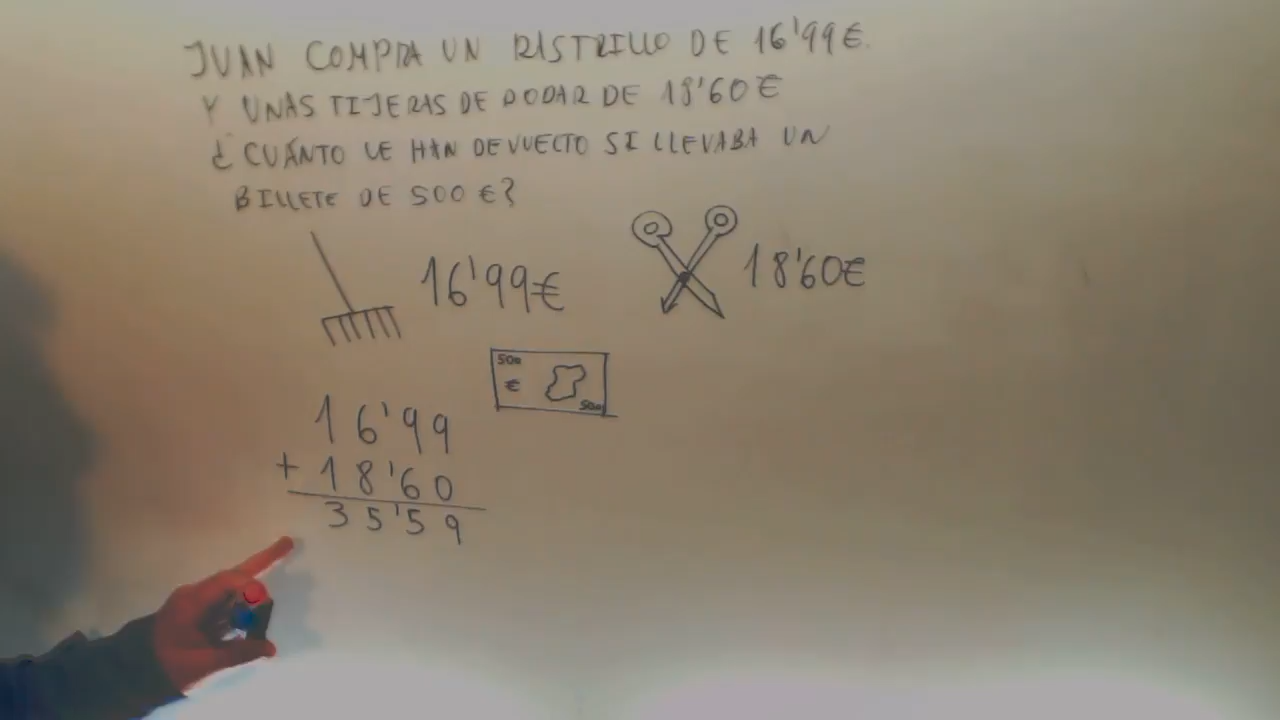 JUAN COMPRA UN RASTRILLO DE 16'99€.
Y UNAS TIJERAS DE PODAR DE 18'60€
¿CUÁNTO LE HAN DEVUELTO SI LLEVABA UN
BILLETE DE 500 €?
16'99€
18'60€
500
€
500
16'99
+ 18'60
35'59